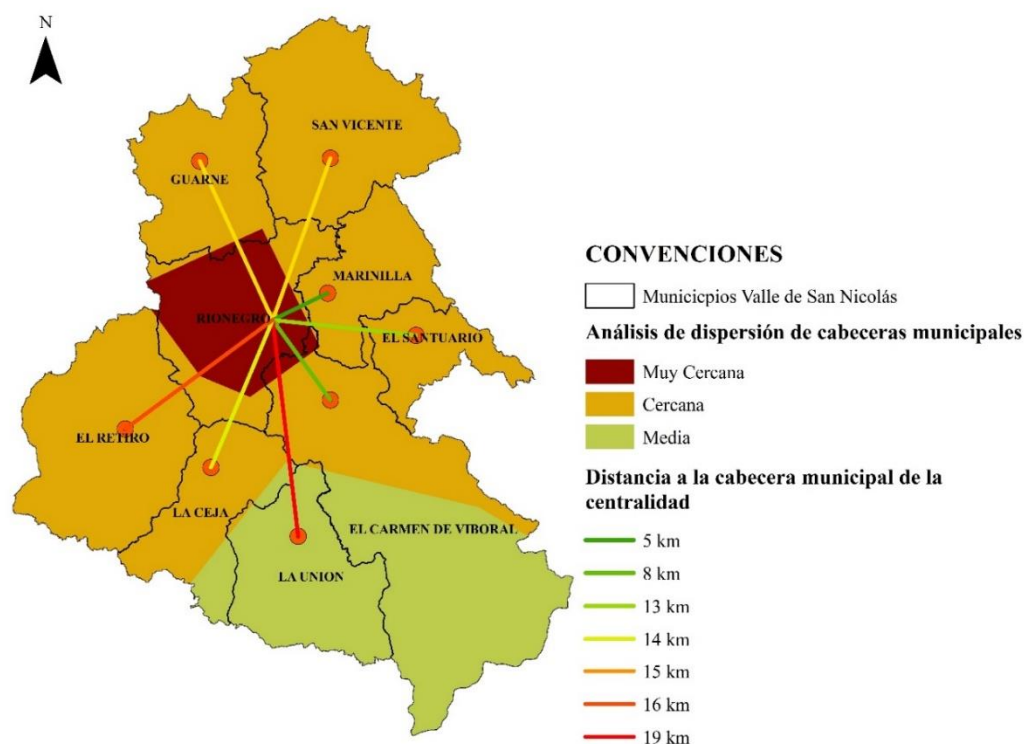 N
SAN VICENTE
GUARNE
MARINILLA
RIONEGRO
EL SANTUARIO
EL RETIRO
LA CEJA
EL CARMEN DE VIBORAL
LA UNION
CONVENCIONES
Municicpios Valle de San Nicolás
Análisis de dispersión de cabeceras municipales
Muy Cercana
Cercana
Media
Distancia a la cabecera municipal de la
centralidad
5 km
8 km
13 km
14 km
15 km
16 km
19 km